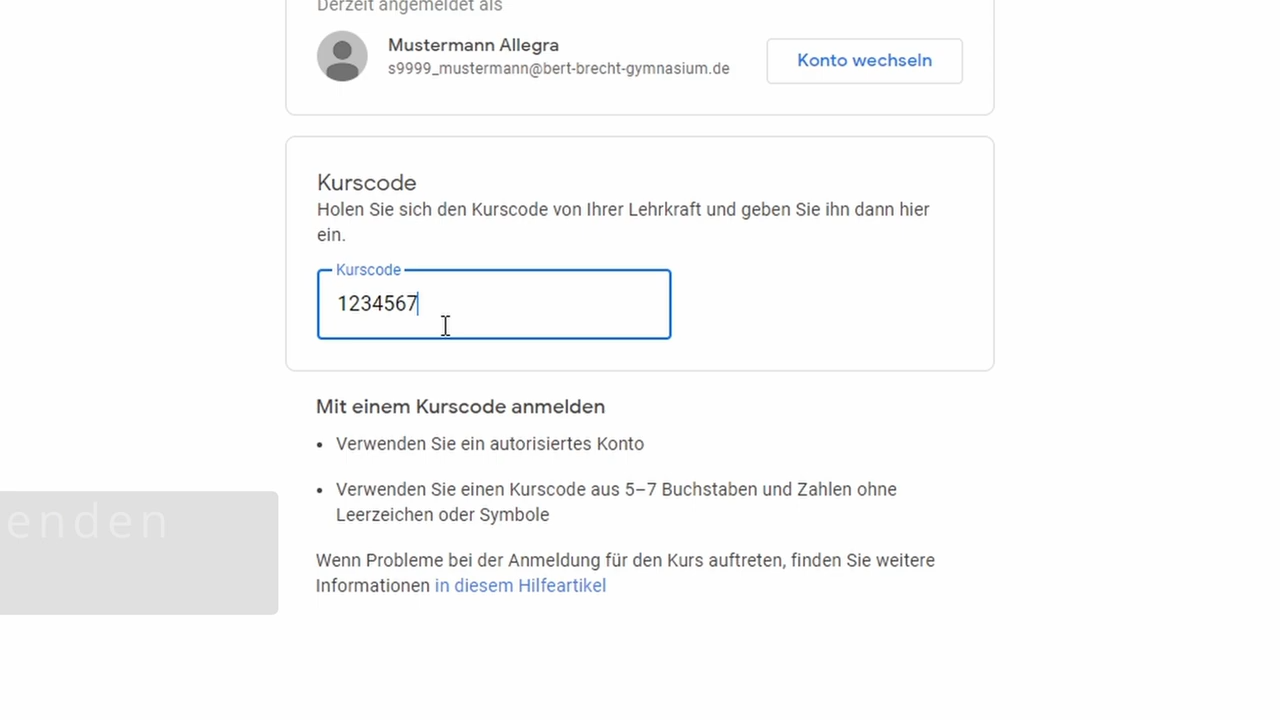 Derzeit angemeldet als
Mustermann Allegra
s9999_mustermann@bert-brecht-gymnasium.de
Konto wechseln
Kurscode
Holen Sie sich den Kurscode von Ihrer Lehrkraft und geben Sie ihn dann hier
ein.
Kurscode
1234567
Mit einem Kurscode anmelden
• Verwenden Sie ein autorisiertes Konto
• Verwenden Sie einen Kurscode aus 5–7 Buchstaben und Zahlen ohne
Leerzeichen oder Symbole
enden
Wenn Probleme bei der Anmeldung für den Kurs auftreten, finden Sie weitere
Informationen in diesem Hilfeartikel